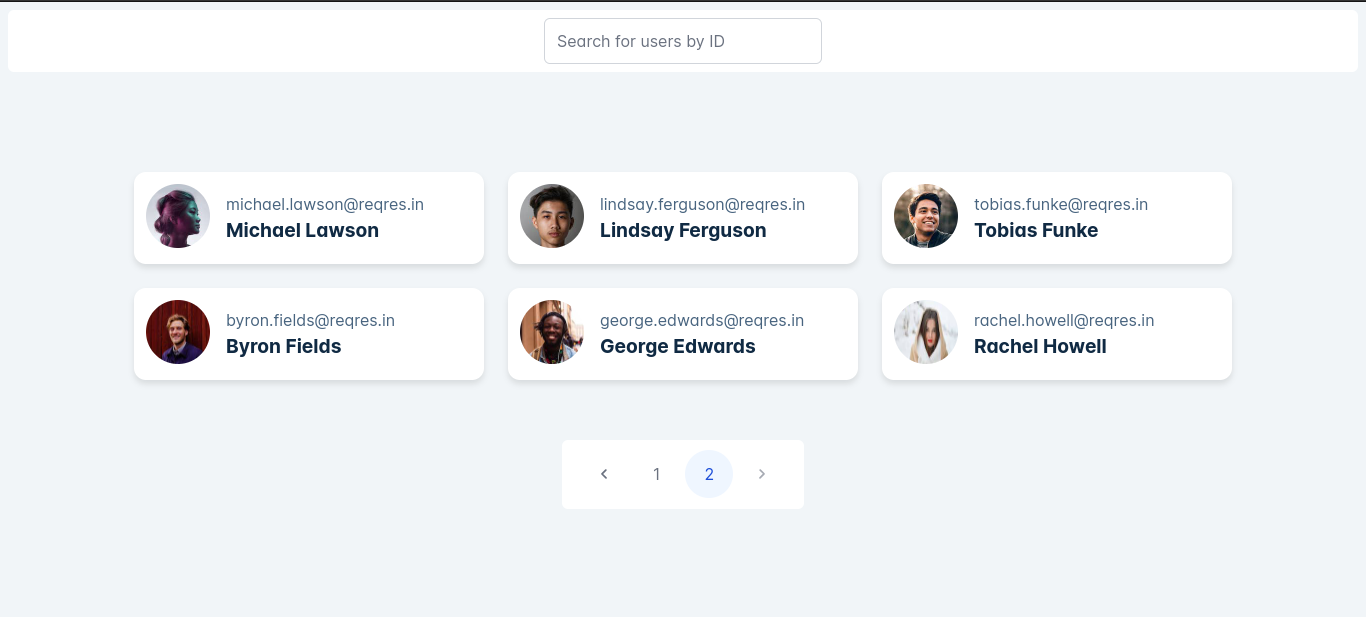 Search for users by ID
michael.lawson@reqres.in
Michael Lawson
lindsay.ferguson@reqres.in
Lindsay Ferguson
tobias.funke@reqres.in
Tobias Funke
byron.fields@reqres.in
Byron Fields
george.edwards@reqres.in
George Edwards
rachel.howell@reqres.in
Rachel Howell
1 2